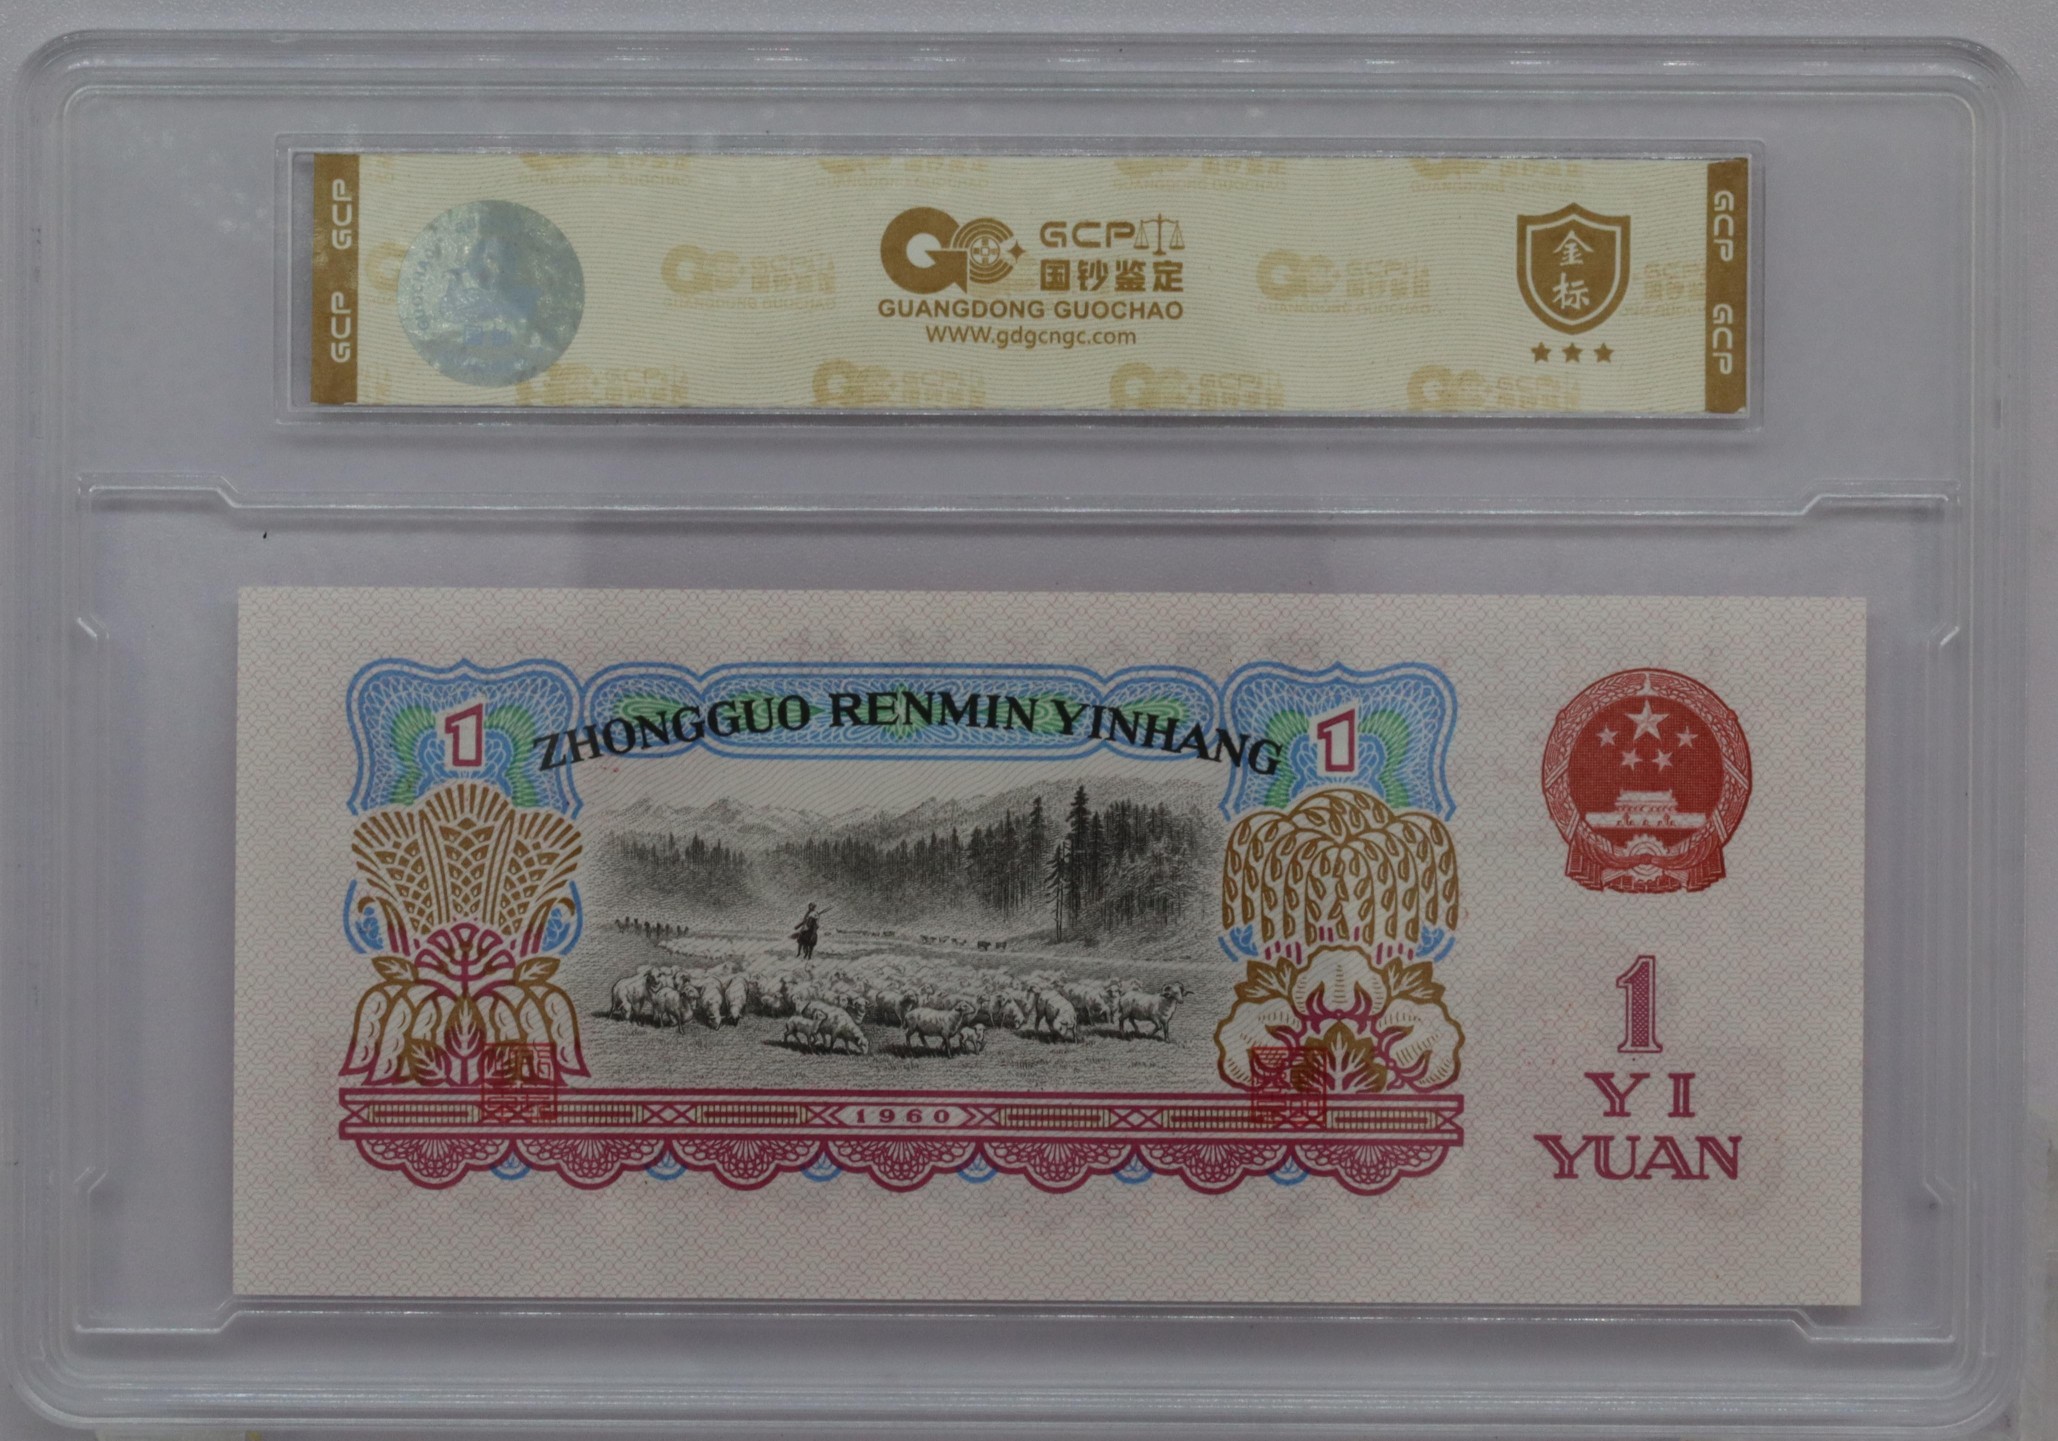 GCP
GCP
GCP
国钞鉴定
GUANGDONG GUOCHAO
WWW.gdgcngc.com
金
标
GCP
GCP
ZHONGGUO RENMIN YINHANG
1
1
1960
1
YI
YUAN